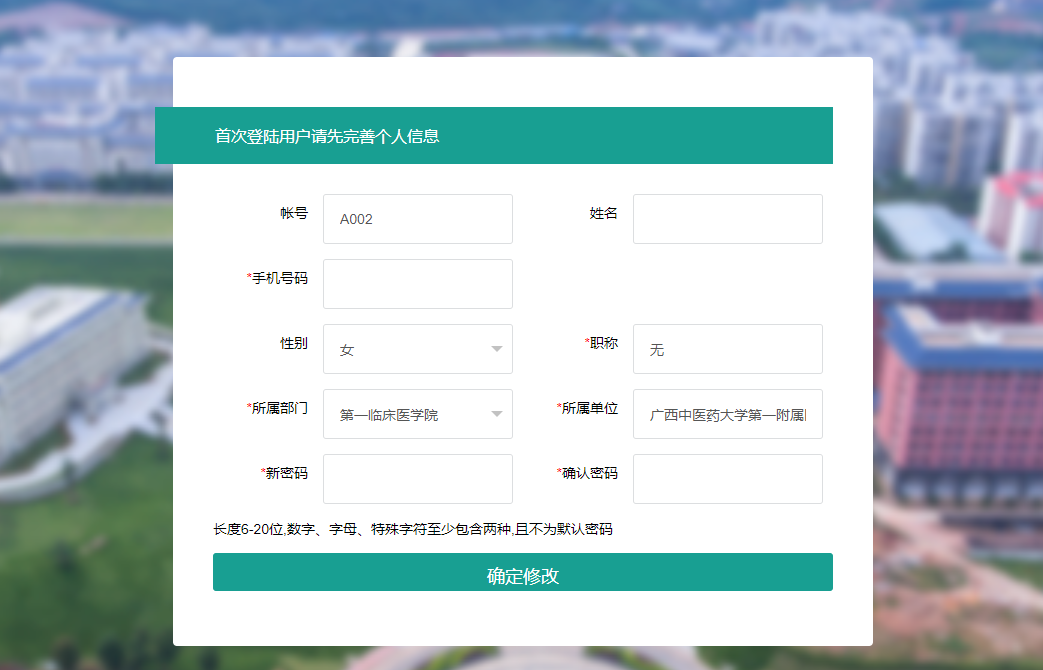 首次登陆用户请先完善个人信息
帐号 A002 姓名
*手机号码
性别 女 *职称 无
*所属部门 第一临床医学院 *所属单位 广西中医药大学第一附属
*新密码 *确认密码
长度6-20位,数字、字母、特殊字符至少包含两种,且不为默认密码
确定修改